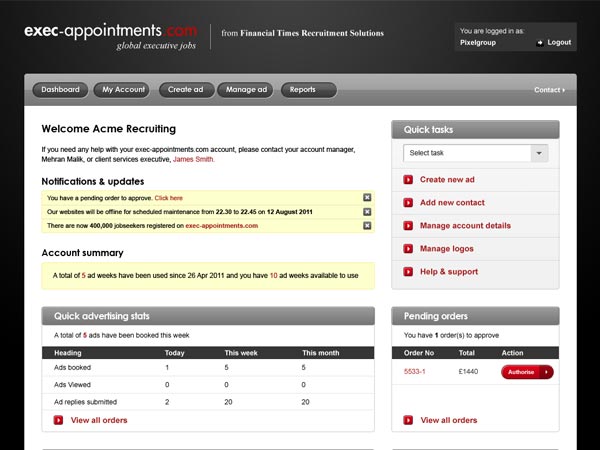 exec-appointments.com
global executive jobs
from Financial Times Recruitment Solutions
You are logged in as:
Pixelgroup
Logout
Dashboard
My Account
Create ad
Manage ad
Reports
Contact
Welcome Acme Recruiting
If you need any help with your exec-appointments.com account, please contact your account manager,
Mehran Malik, or client services executive, James Smith.
Notifications & updates
You have a pending order to approve. Click here
Our websites will be offline for scheduled maintenance from 22.30 to 22.45 on 12 August 2011
There are now 400,000 jobseekers registered on exec-appointments.com
Account summary
A total of 5 ad weeks have been used since 26 Apr 2011 and you have 10 ad weeks available to use
Quick tasks
Select task
Create new ad
Add new contact
Manage account details
Manage logos
Help & support
Quick advertising stats
A total of 5 ads have been booked this week
Heading Today This week This month
Ads booked 1 5 5
Ads Viewed 0 0 0
Ad replies submitted 2 20 20
View all orders
Pending orders
You have 1 order(s) to approve
Order No Total Action
5533-1 £1440 Authorise
View all orders